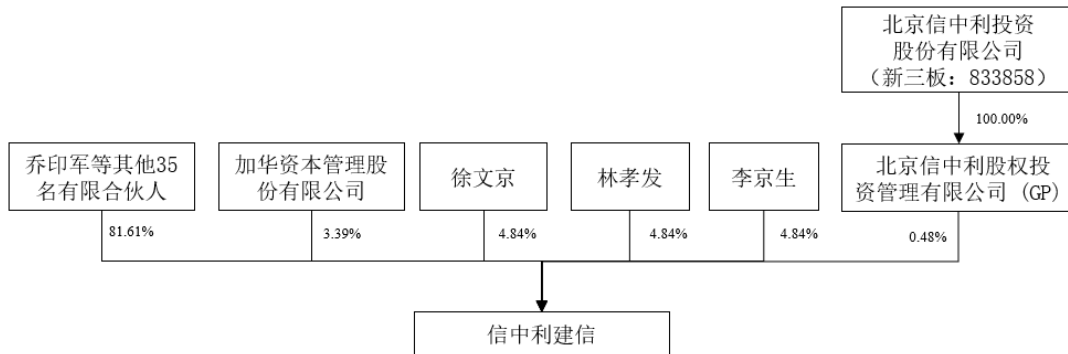 北京信中利投资
股份有限公司
（新三板：833858）
100.00%
乔印军等其他35
名有限合伙人
加华资本管理股
份有限公司
徐文京
林孝发
李京生
北京信中利股权投
资管理有限公司 (GP)
81.61%
3.39%
4.84%
4.84%
4.84%
0.48%
信中利建信